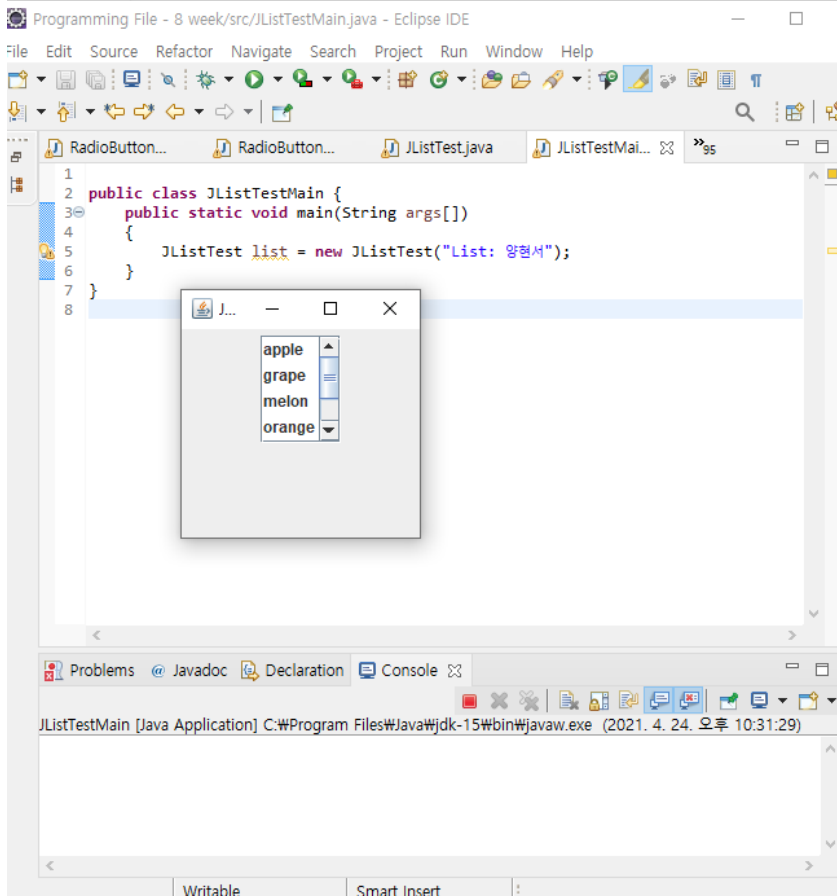 Programming File - 8 week/src/JListTestMain.java - Eclipse IDE
File Edit Source Refactor Navigate Search Project Run Window Help
RadioButton... RadioButton... JListTest.java JListTestMai... »95
1
2 public class JListTestMain {
3 public static void main(String args[])
4 {
5 JListTest list = new JListTest("List: 양현서");
6 }
7 }
8
J...
apple
grape
melon
orange
Problems @ Javadoc Declaration Console
JListTestMain [Java Application] C:₩Program Files₩Java₩jdk-15₩bin₩javaw.exe (2021. 4. 24. 오후 10:31:29)
Writable Smart Insert